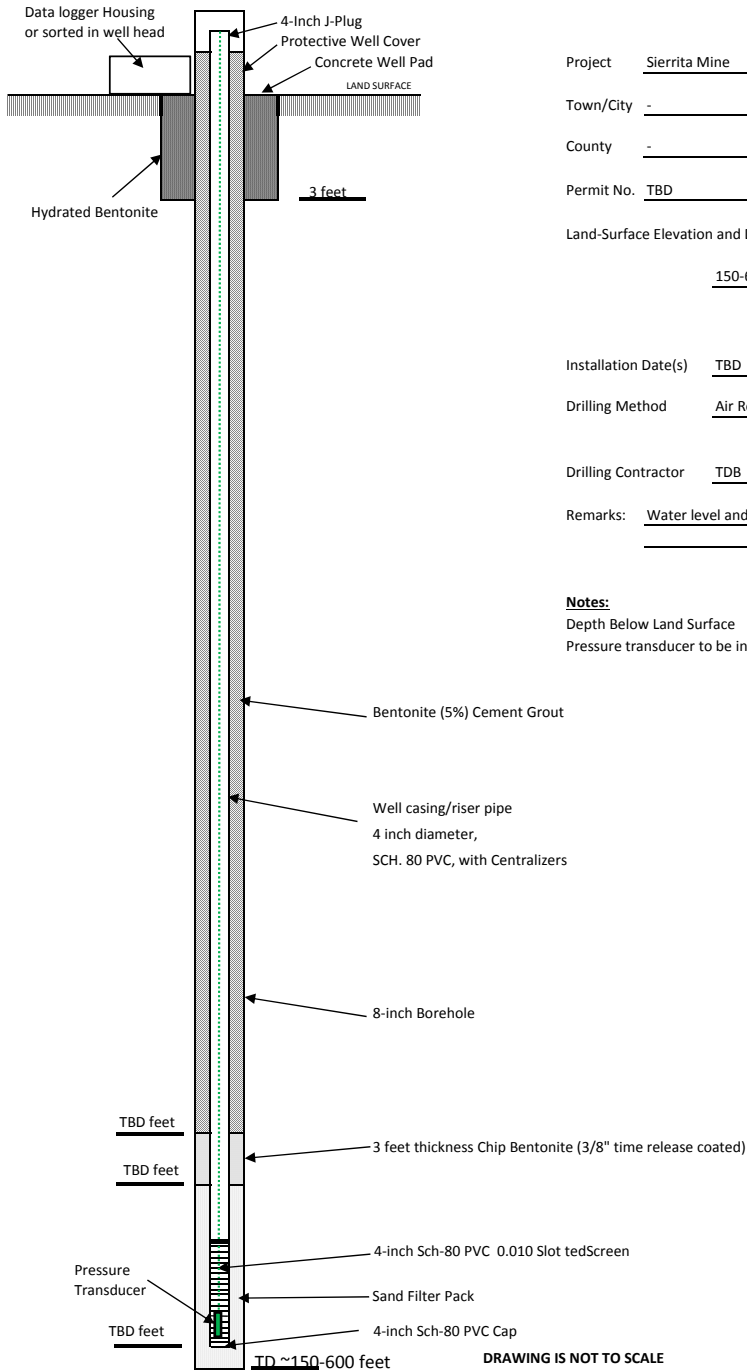 Data logger Housing
or sorted in well head
4-Inch J-Plug
Protective Well Cover
Concrete Well Pad
LAND SURFACE
Hydrated Bentonite
3 feet
Project Sierrita Mine
Town/City -
County -
Permit No. TBD
Land-Surface Elevation and
150-6
Installation Date(s) TBD
Drilling Method Air
Drilling Contractor TDB
Remarks: Water level and
Notes:
Depth Below Land Surface
Pressure transducer to be in
Bentonite (5%) Cement Grout
Well casing/riser pipe
4 inch diameter,
SCH. 80 PVC, with Centralizers
8-inch Borehole
TBD feet
3 feet thickness Chip Bentonite (3/8" time release coated)
TBD feet
4-inch Sch-80 PVC 0.010 Slot tedScreen
Pressure
Transducer
Sand Filter Pack
TBD feet
4-inch Sch-80 PVC Cap
TD ~150-600 feet
DRAWING IS NOT TO SCALE